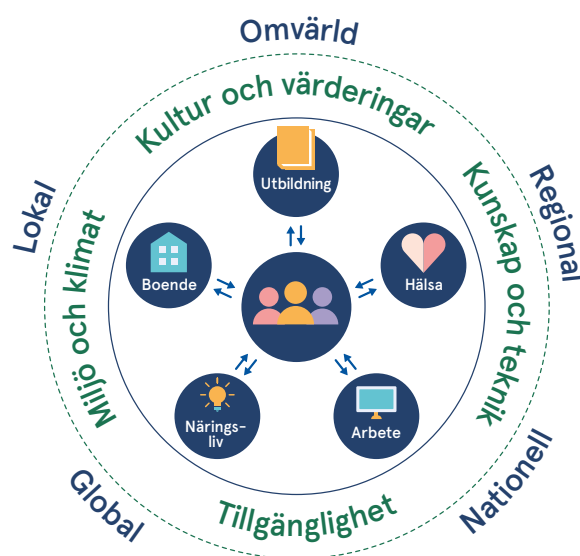 Omvärld
Kultur och värderingar
Lokal
Regional
Miljö och klimat
Kunskap och teknik
Utbildning
Boende
Hälsa
Närings-
liv
Arbete
Tillgänglighet
Global
Nationell